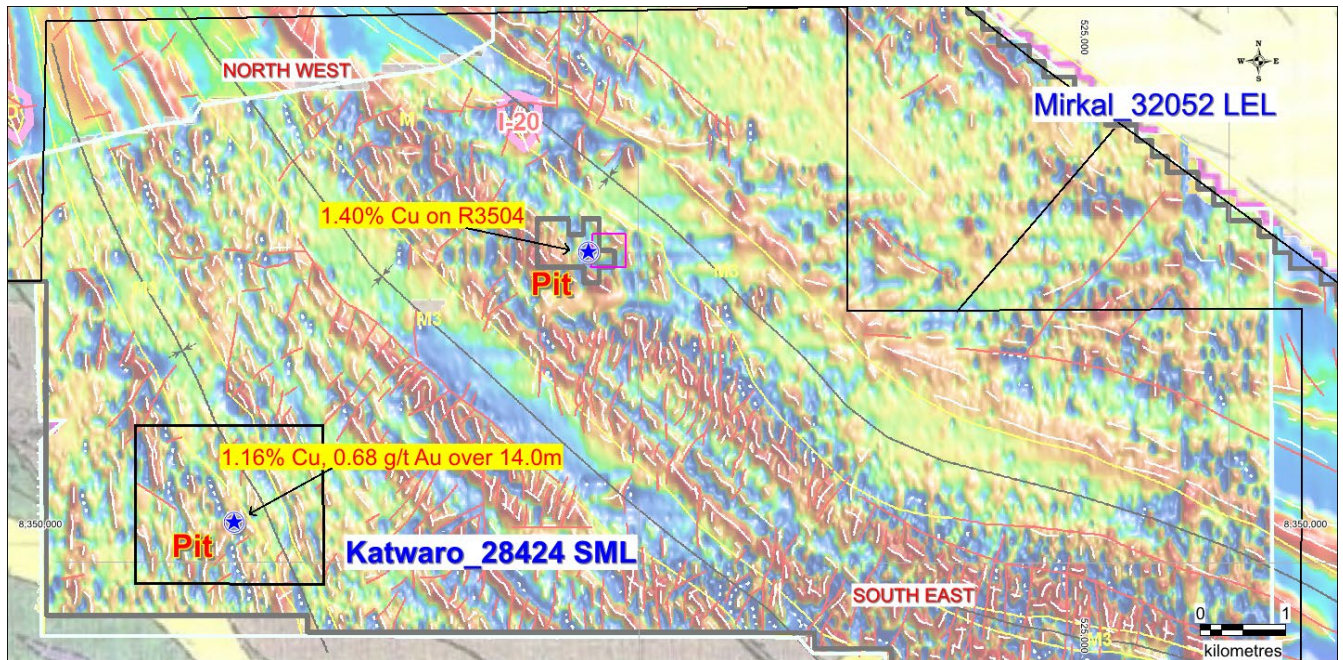 525,000
N
W E
S
NORTH WEST
Mirkal_32052 LEL
I-20
M
1.40% Cu on R3504
M3
Pit
M3
1.16% Cu, 0.68 g/t Au over 14.0m
8,350,000
8,350,000
Pit
Katwaro_28424 SML
SOUTH EAST
0 1
kilometres
525,000
M3